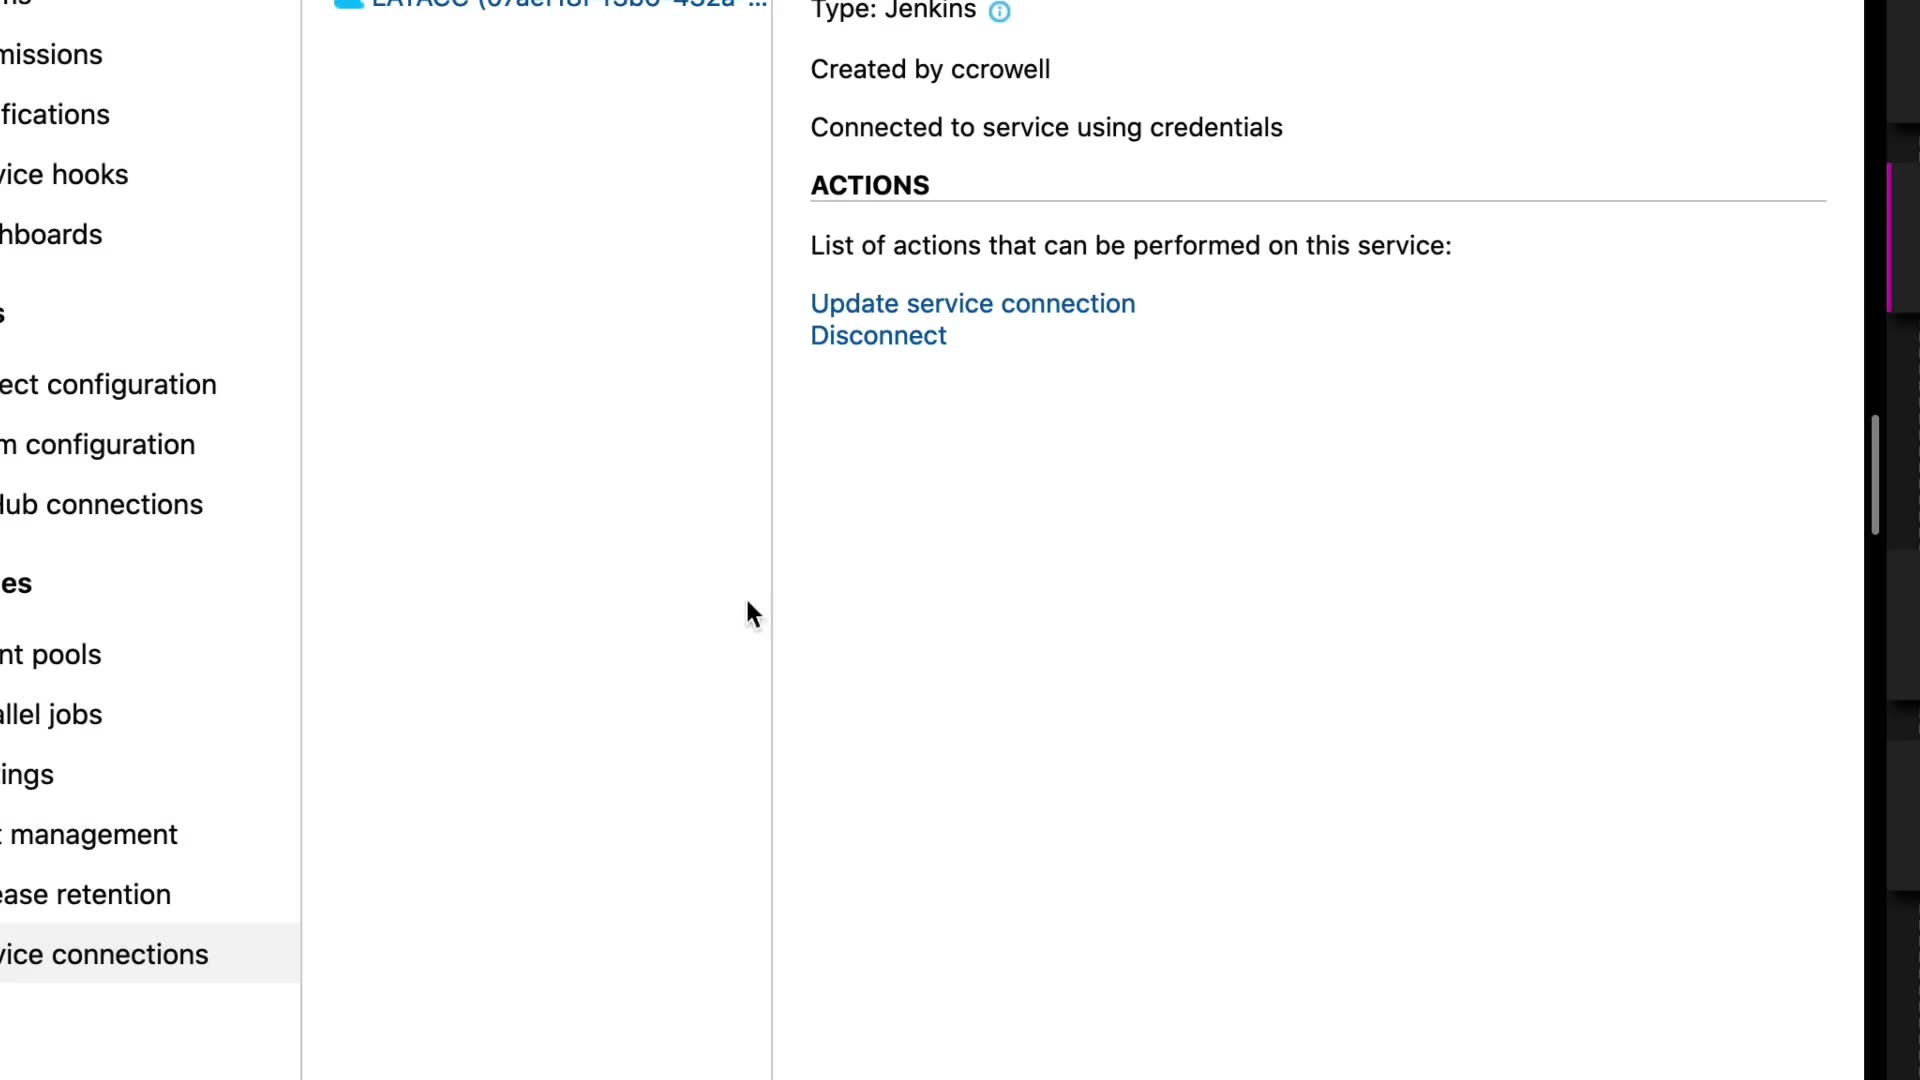 missions
fications
vice hooks
hboards
s
ect configuration
m configuration
Hub connections
es
nt pools
allel jobs
ings
t management
ease retention
vice connections
Type: Jenkins
Created by ccrowell
Connected to service using credentials
ACTIONS
List of actions that can be performed on this service:
Update service connection
Disconnect